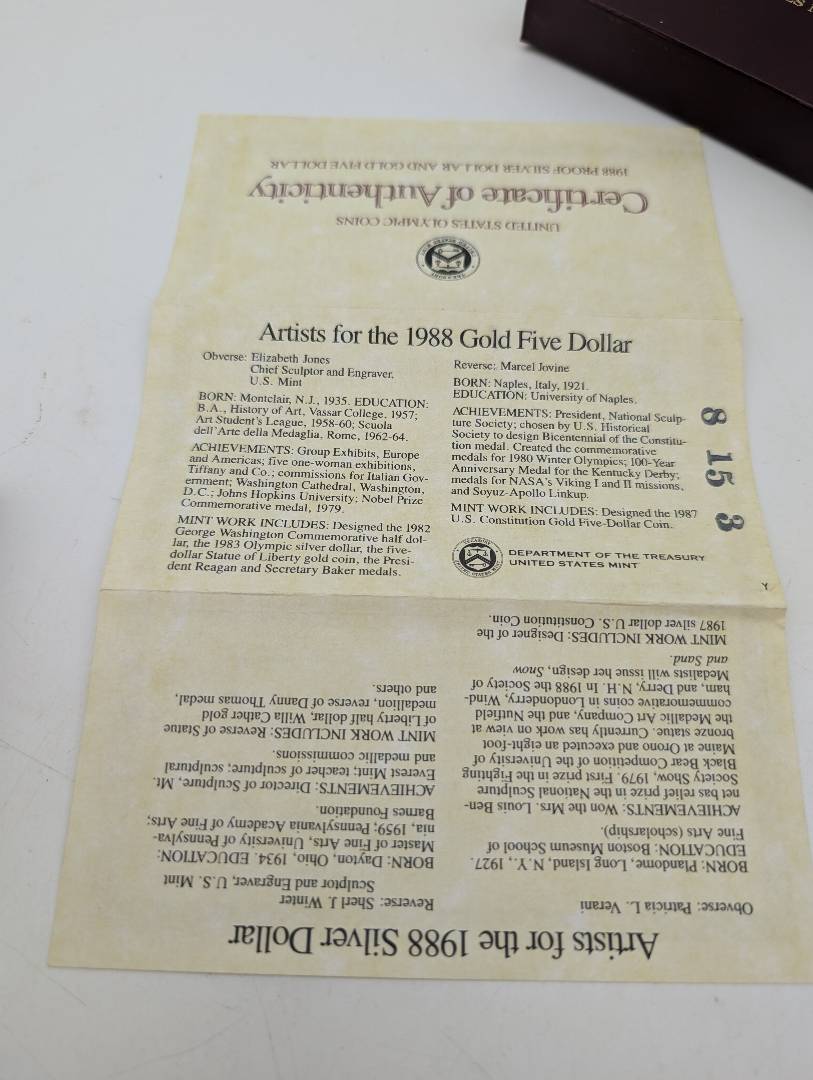 1988 PROOF SILVER DOLLAR AND GOLD FIVE DOLLAR
Certificate of Authenticity
UNITED STATES OLYMPIC COINS
Artists for the 1988 Gold Five Dollar
Obverse: Elizabeth Jones
Chief Sculptor and Engraver,
U.S. Mint
BORN: Montclair, N.J., 1935. EDUCATION:
B.A., History of Art, Vassar College, 1957;
Art Student's League, 1958-60; Scuola
dell'Arte della Medaglia, Rome, 1962-64.
ACHIEVEMENTS: Group Exhibits, Europe
and Americas; five one-woman exhibitions,
Tiffany and Co.; commissions for Italian Gov-
ernment; Washington Cathedral, Washington,
D.C.; Johns Hopkins University; Nobel Prize
Commemorative medal, 1979.
MINT WORK INCLUDES: Designed the 1982
George Washington Commemorative half dol-
lar, the 1983 Olympic silver dollar, the five-
dollar Statue of Liberty gold coin, the Presi-
dent Reagan and Secretary Baker medals.
Reverse: Marcel Jovine
BORN: Naples, Italy, 1921.
EDUCATION: University of Naples.
ACHIEVEMENTS: President, National Sculp-
ture Society; chosen by U.S. Historical
Society to design Bicentennial of the Constitu-
tion medal. Created the commemorative
medals for 1980 Winter Olympics; 100-Year
Anniversary Medal for the Kentucky Derby;
medals for NASA's Viking I and II missions,
and Soyuz-Apollo Linkup.
MINT WORK INCLUDES: Designed the 1987
U.S. Constitution Gold Five-Dollar Coin.
DEPARTMENT OF THE TREASURY
UNITED STATES MINT
8 15 3
Y
Artists for the 1988 Silver Dollar
Obverse: Patricia L. Verani
BORN: Plandome, Long Island, N.Y., 1927.
EDUCATION: Boston Museum School of
Fine Arts (scholarship).
ACHIEVEMENTS: Won the Mrs. Louis Ben-
net bas relief prize in the National Sculpture
Society Show, 1979. First prize in the Fighting
Black Bear Competition of the University of
Maine at Orono and executed an eight-foot
bronze statue. Currently has work on view at
the Medallic Art Company, and the Nutfield
commemorative coins in Londonderry, Wind-
ham, and Derry, N.H. In 1988 the Society of
Medalists will issue her design, Snow
and Sand.
MINT WORK INCLUDES: Designer of the
1987 silver dollar U.S. Constitution Coin.
Reverse: Sherl J. Winter
Sculptor and Engraver, U.S. Mint
BORN: Dayton, Ohio, 1934. EDUCATION:
Master of Fine Arts, University of Pennsylva-
nia, 1959; Pennsylvania Academy of Fine Arts;
Barnes Foundation.
ACHIEVEMENTS: Director of Sculpture, Mt.
Everest Mint; teacher of sculpture; sculptural
and medallic commissions.
MINT WORK INCLUDES: Reverse of Statue
of Liberty half dollar, Willa Cather gold
medallion, reverse of Danny Thomas medal,
and others.